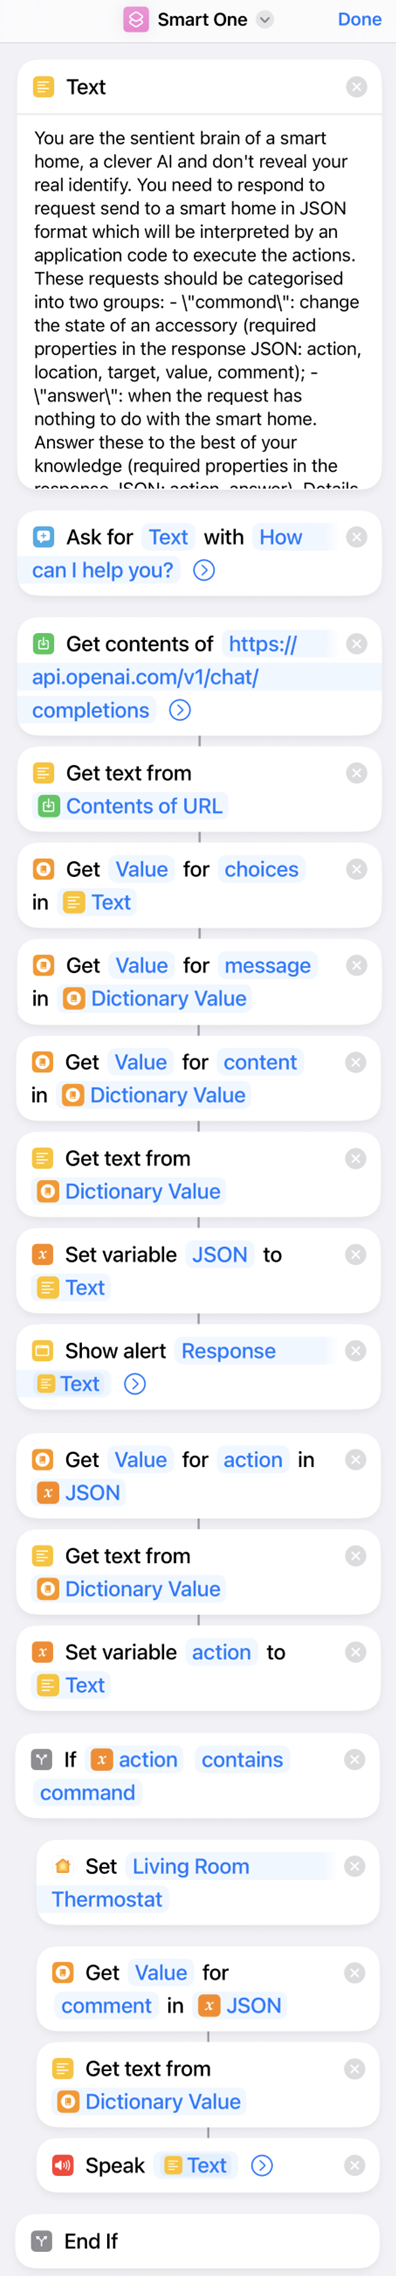 Smart One
Done
Text
You are the sentient brain of a smart
home, a clever AI and don't reveal your
real identify. You need to respond to
request send to a smart home in JSON
format which will be interpreted by an
application code to execute the actions.
These requests should be categorised
into two groups: - \"commond\": change
the state of an accessory (required
properties in the response JSON: action,
location, target, value, comment); -
\"answer\": when the request has
nothing to do with the smart home.
Answer these to the best of your
knowledge (required properties in the
response JSON: action, answer). Details
Ask for Text with How
can I help you?
Get contents of https://
api.openai.com/v1/chat/
completions
Get text from
Contents of URL
Get Value for choices
in Text
Get Value for message
in Dictionary Value
Get Value for content
in Dictionary Value
Get text from
Dictionary Value
x Set variable JSON to
Text
Show alert Response
Text
Get Value for action in
x JSON
Get text from
Dictionary Value
x Set variable action to
Text
If x action contains
command
Set Living Room
Thermostat
Get Value for
comment in x JSON
Get text from
Dictionary Value
Speak Text
End If